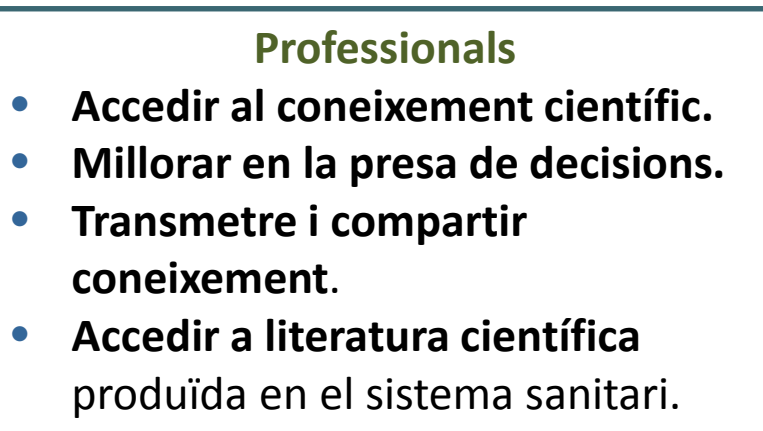 Professionals
• Accedir al coneixement científic.
• Millorar en la presa de decisions.
• Transmetre i compartir
coneixement.
• Accedir a literatura científica
produïda en el sistema sanitari.